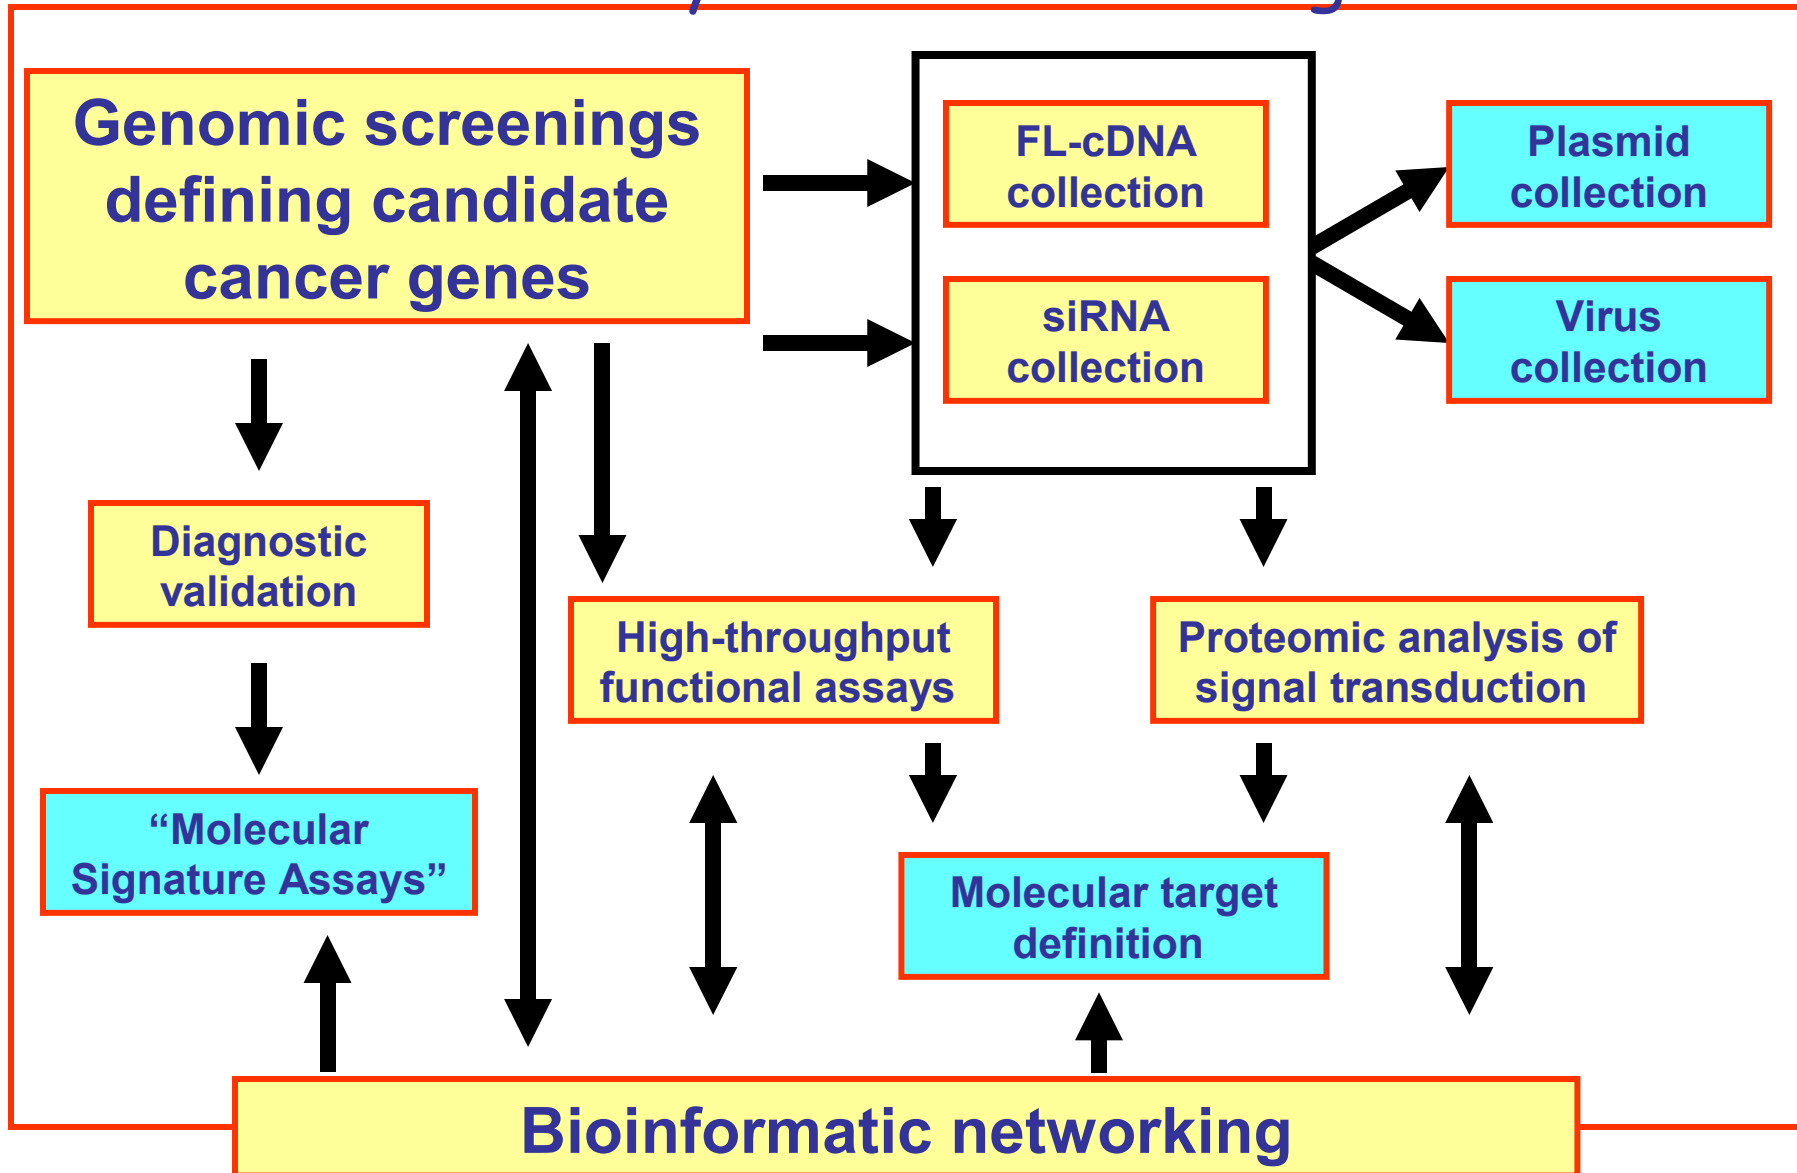 Genomic screenings
defining candidate
cancer genes
FL-cDNA
collection
siRNA
collection
Plasmid
collection
Virus
collection
Diagnostic
validation
High-throughput
functional assays
Proteomic analysis of
signal transduction
“Molecular
Signature Assays”
Molecular target
definition
Bioinformatic networking